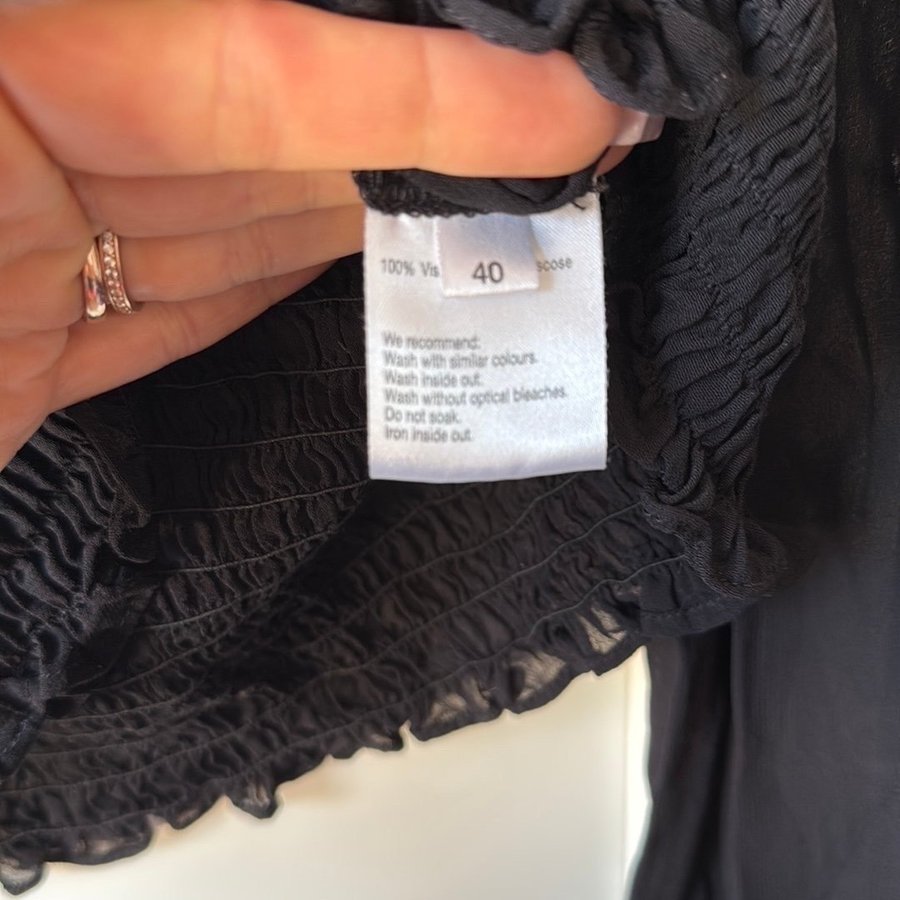 100% Vis
40
scose
We recommend:
Wash with similar colours.
Wash inside out.
Wash without optical bleaches.
Do not soak.
Iron inside out.